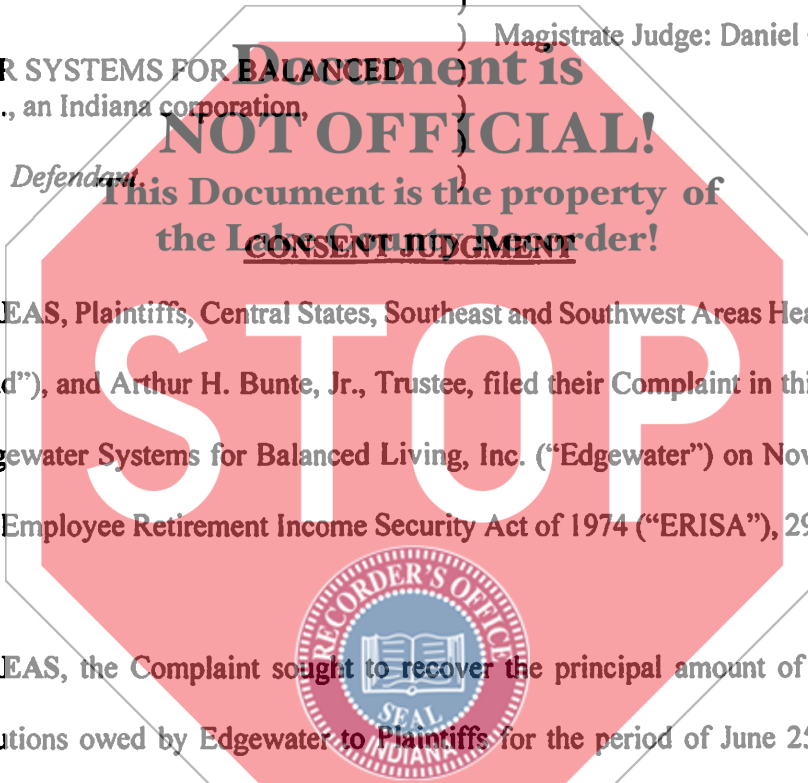 ) Magistrate Judge: Daniel
R SYSTEMS FOR BALANCED )
., an Indiana corporation, )
Defendant. )
Document is
NOT OFFICIAL!
This Document is the property of
the Lake County Recorder!
CONSENT JUDGMENT
EAS, Plaintiffs, Central States, Southeast and Southwest Areas Hea
d”), and Arthur H. Bunte, Jr., Trustee, filed their Complaint in thi
gewater Systems for Balanced Living, Inc. (“Edgewater”) on Nov
Employee Retirement Income Security Act of 1974 (“ERISA”), 29
STOP
EAS, the Complaint sought to recover the principal amount of
utions owed by Edgewater to Plaintiffs for the period of June 25
RECORDER'S OFFICE
SEAL
INDIANA